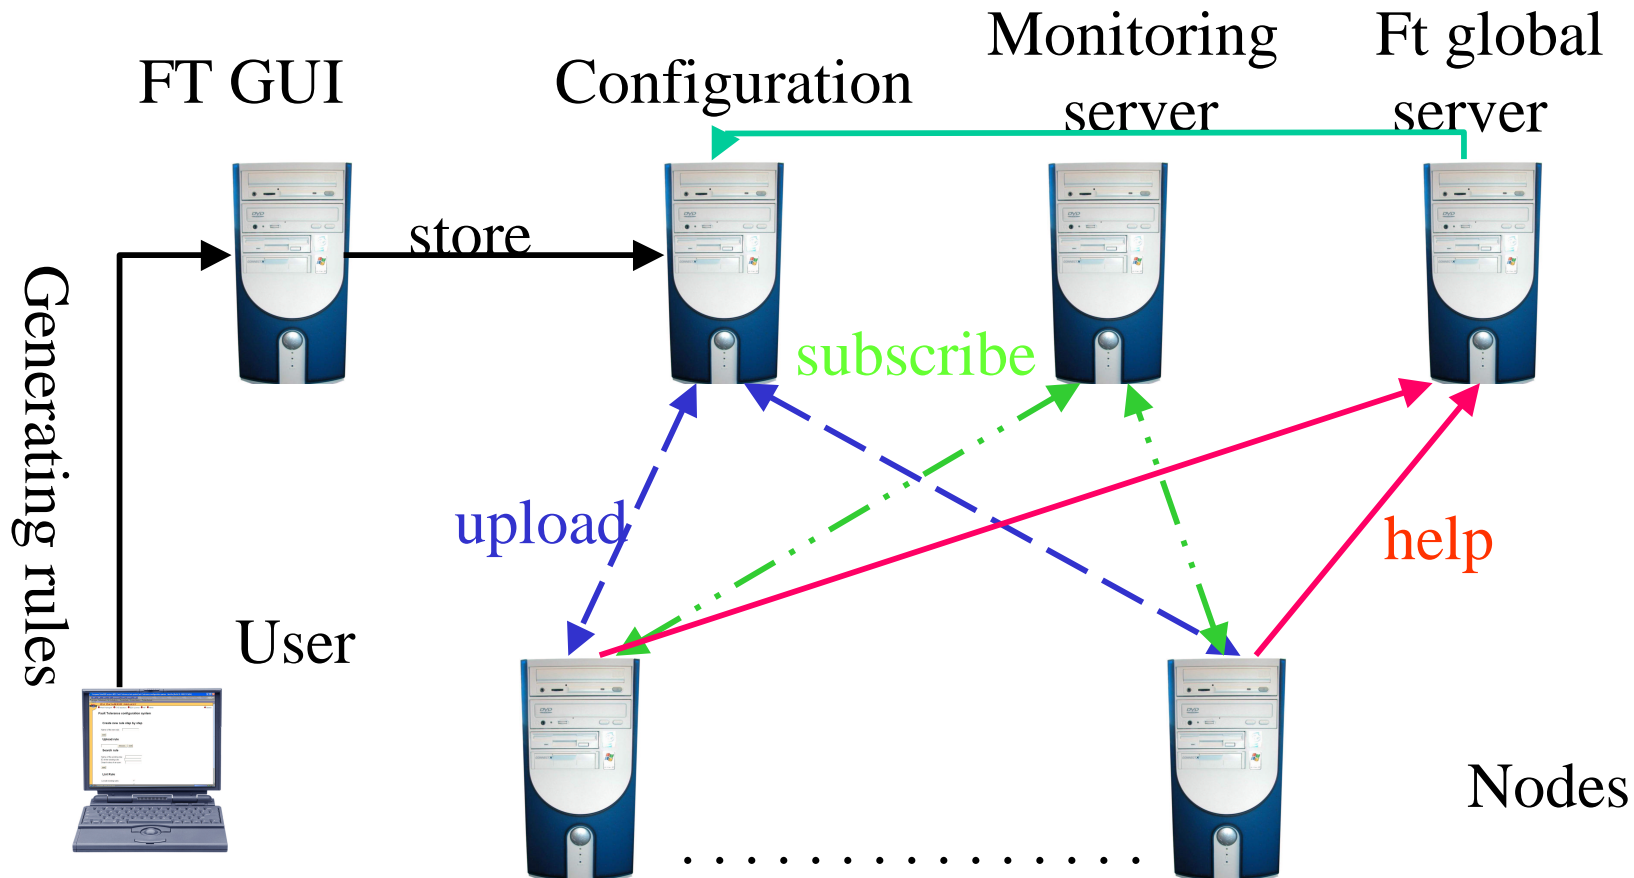 FT GUI
Configuration
Monitoring
server
Ft global
server
store
Generating rules
subscribe
upload
help
User
Nodes
. . . . . . . . . . . . . . .